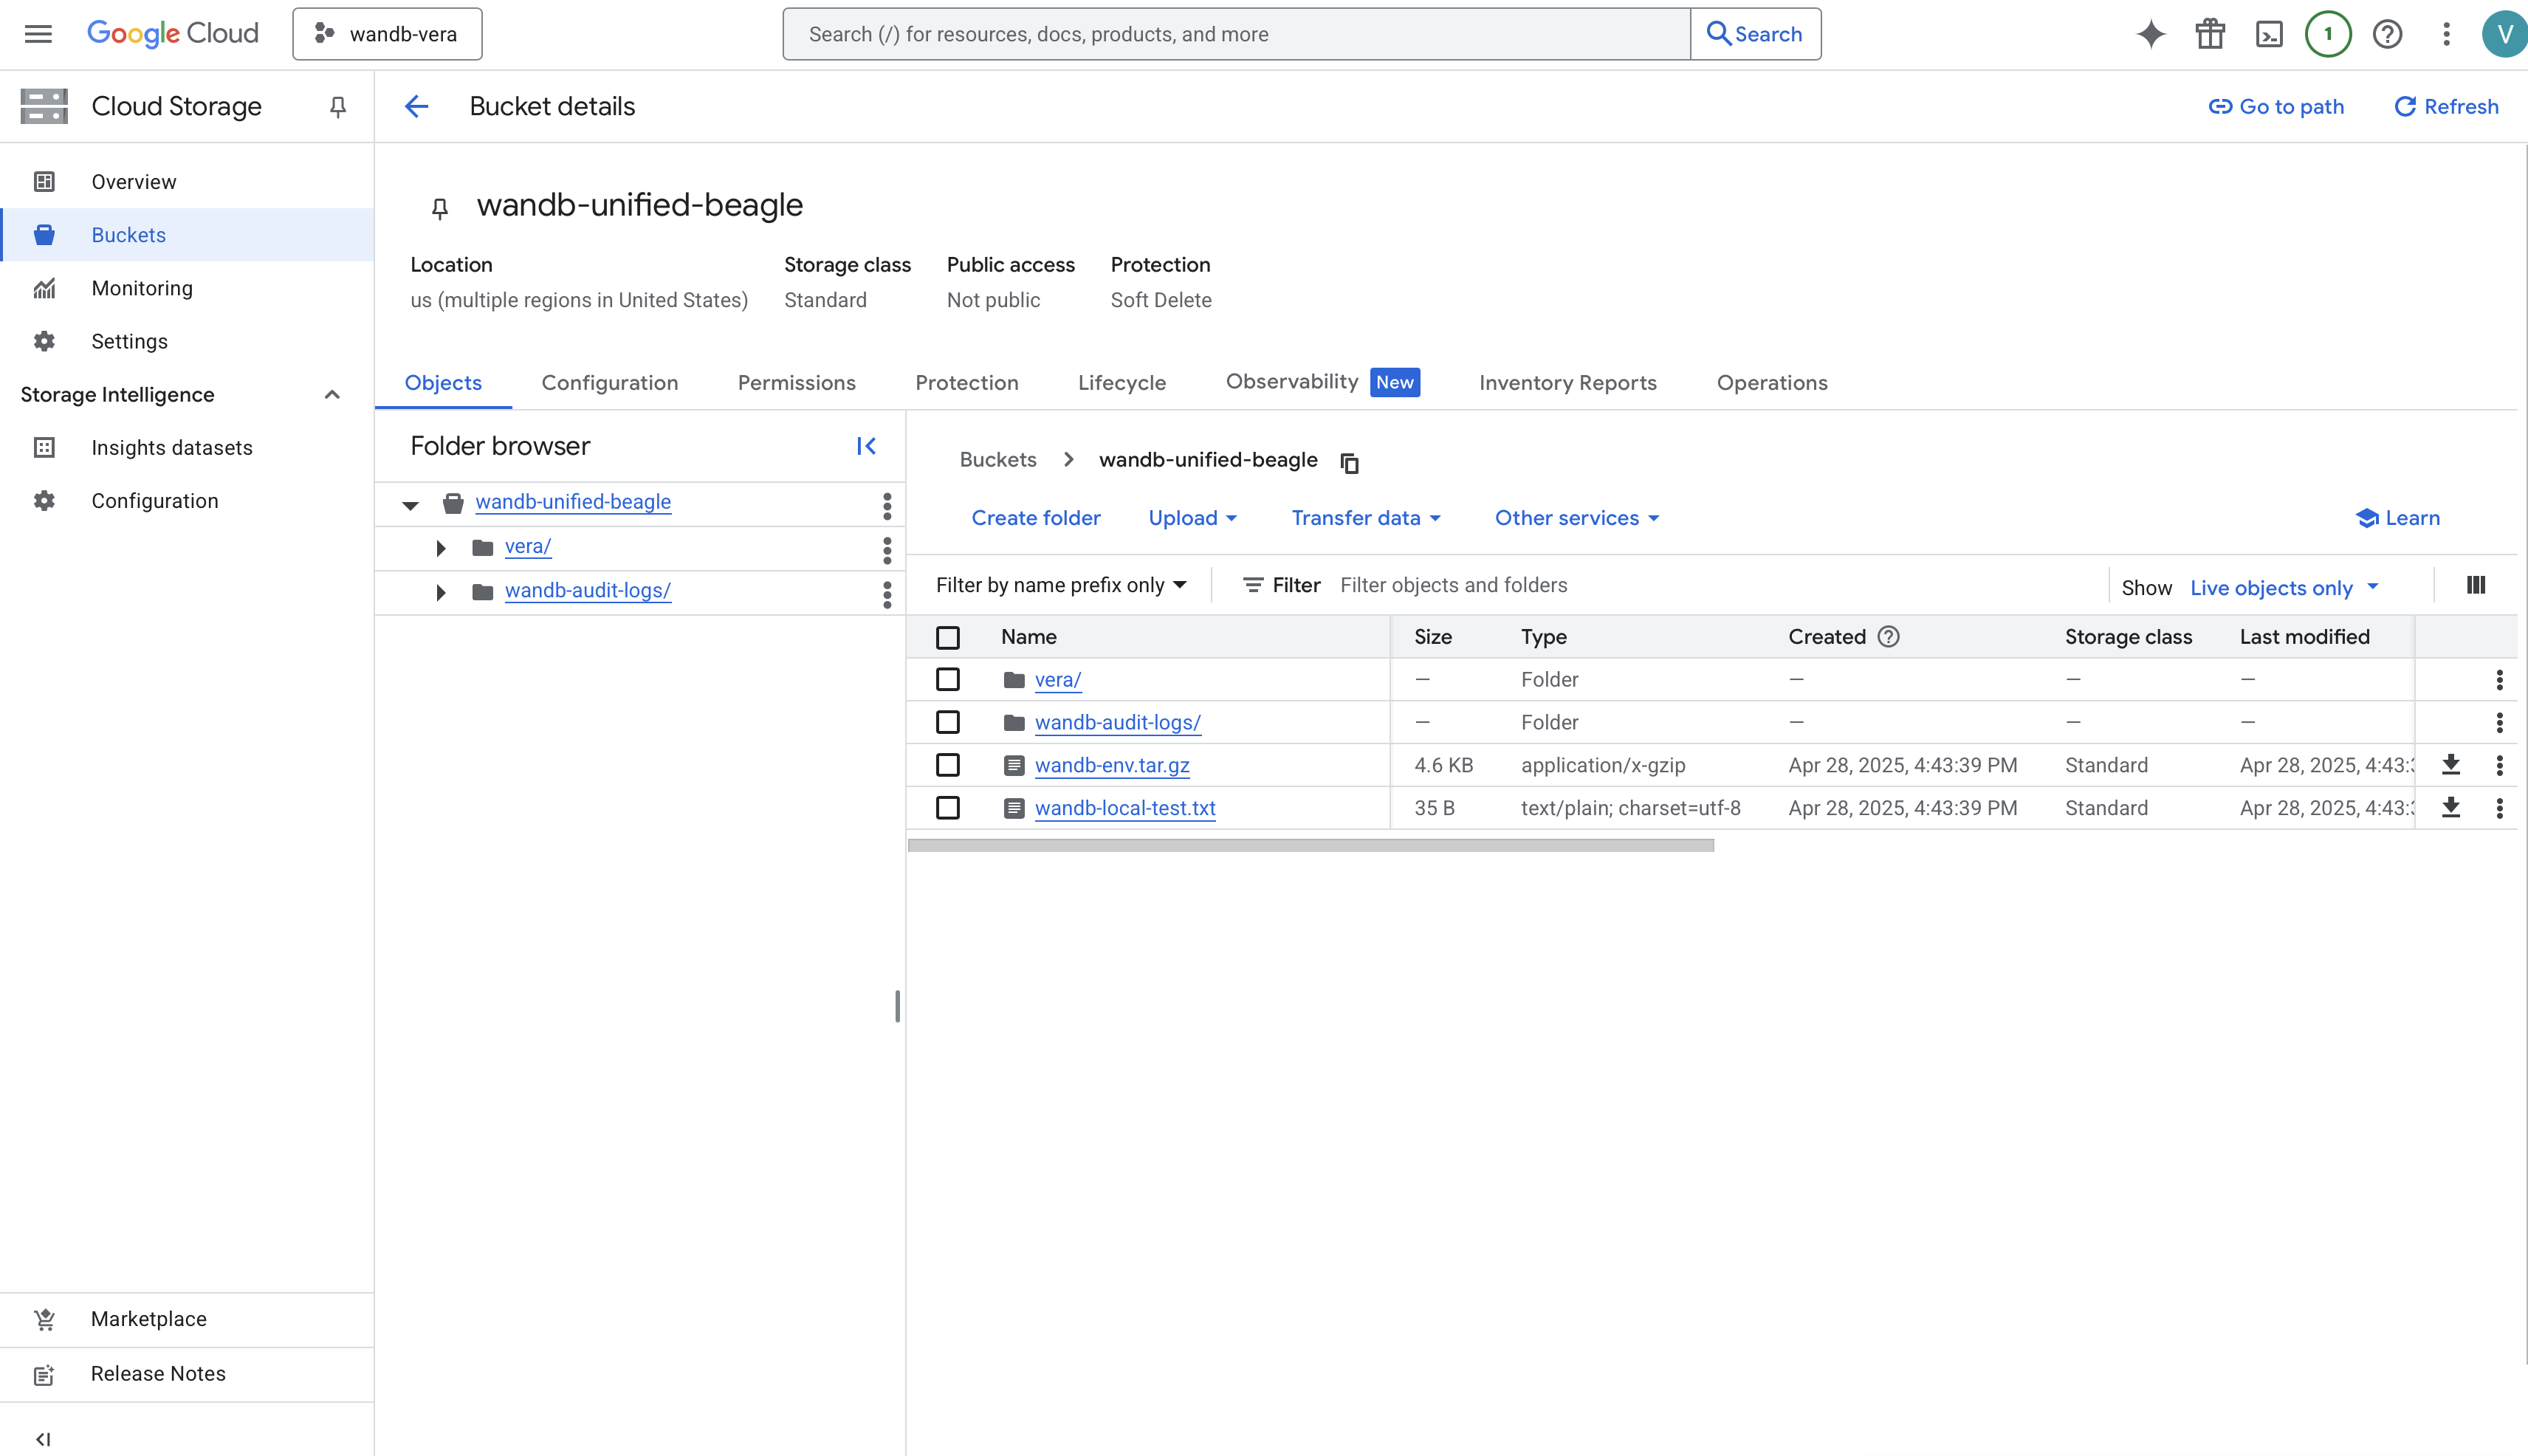 Google Cloud
wandb-vera
Search (/) for resources, docs, products, and more
Search
1
V
Cloud Storage
Bucket details
Go to path
Refresh
Overview
Buckets
Monitoring
Settings
Storage Intelligence
Insights datasets
Configuration
Marketplace
Release Notes
wandb-unified-beagle
Location
Storage class
Public access
Protection
us (multiple regions in United States)
Standard
Not public
Soft Delete
Objects
Configuration
Permissions
Protection
Lifecycle
Observability New
Inventory Reports
Operations
Folder browser
wandb-unified-beagle
vera/
wandb-audit-logs/
Buckets
wandb-unified-beagle
Create folder
Upload
Transfer data
Other services
Learn
Filter by name prefix only
Filter
Filter objects and folders
Show
Live objects only
Name Size Type Created Storage class Last modified
vera/ — Folder — — —
wandb-audit-logs/ — Folder — — —
wandb-env.tar.gz 4.6 KB application/x-gzip Apr 28, 2025, 4:43:39 PM Standard Apr 28, 2025, 4:43:
wandb-local-test.txt 35 B text/plain; charset=utf-8 Apr 28, 2025, 4:43:39 PM Standard Apr 28, 2025, 4:43: